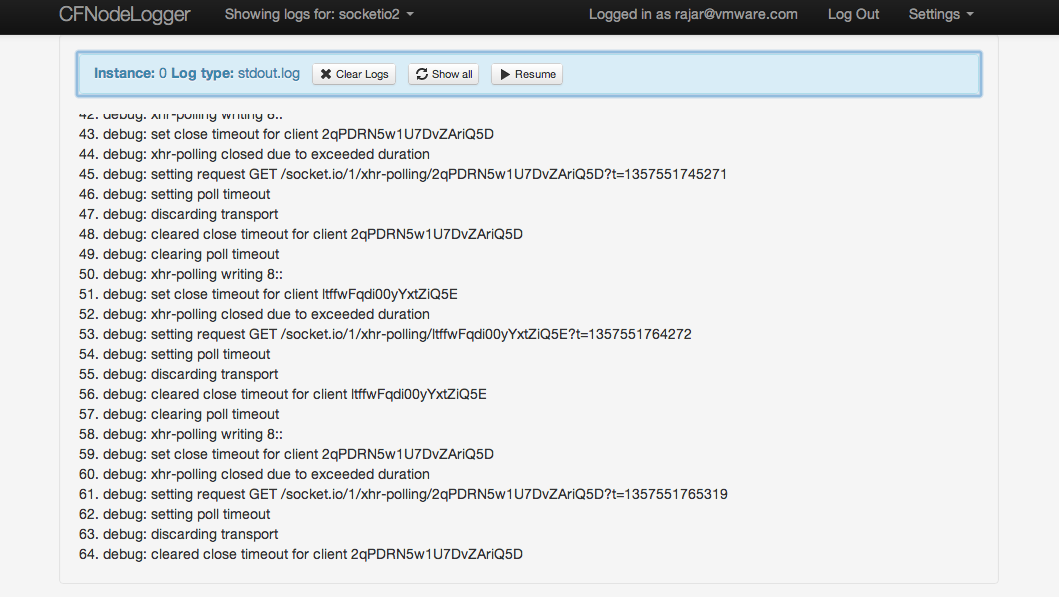 CFNodeLogger Showing logs for: socketio2 Logged in as rajar@vmware.com Log Out Settings
Instance: 0 Log type: stdout.log Clear Logs Show all Resume
42. debug: xhr-polling writing 8::
43. debug: set close timeout for client 2qPDRN5w1U7DvZAriQ5D
44. debug: xhr-polling closed due to exceeded duration
45. debug: setting request GET /socket.io/1/xhr-polling/2qPDRN5w1U7DvZAriQ5D?t=1357551745271
46. debug: setting poll timeout
47. debug: discarding transport
48. debug: cleared close timeout for client 2qPDRN5w1U7DvZAriQ5D
49. debug: clearing poll timeout
50. debug: xhr-polling writing 8::
51. debug: set close timeout for client ltffwFqdi00yYxtZiQ5E
52. debug: xhr-polling closed due to exceeded duration
53. debug: setting request GET /socket.io/1/xhr-polling/ltffwFqdi00yYxtZiQ5E?t=1357551764272
54. debug: setting poll timeout
55. debug: discarding transport
56. debug: cleared close timeout for client ltffwFqdi00yYxtZiQ5E
57. debug: clearing poll timeout
58. debug: xhr-polling writing 8::
59. debug: set close timeout for client 2qPDRN5w1U7DvZAriQ5D
60. debug: xhr-polling closed due to exceeded duration
61. debug: setting request GET /socket.io/1/xhr-polling/2qPDRN5w1U7DvZAriQ5D?t=1357551765319
62. debug: setting poll timeout
63. debug: discarding transport
64. debug: cleared close timeout for client 2qPDRN5w1U7DvZAriQ5D